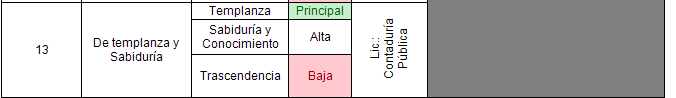 13
De templanza y
Sabiduría
Templanza
Principal
Sabiduría y
Conocimiento
Alta
Trascendencia
Baja
Lic.:
Contaduría
Pública